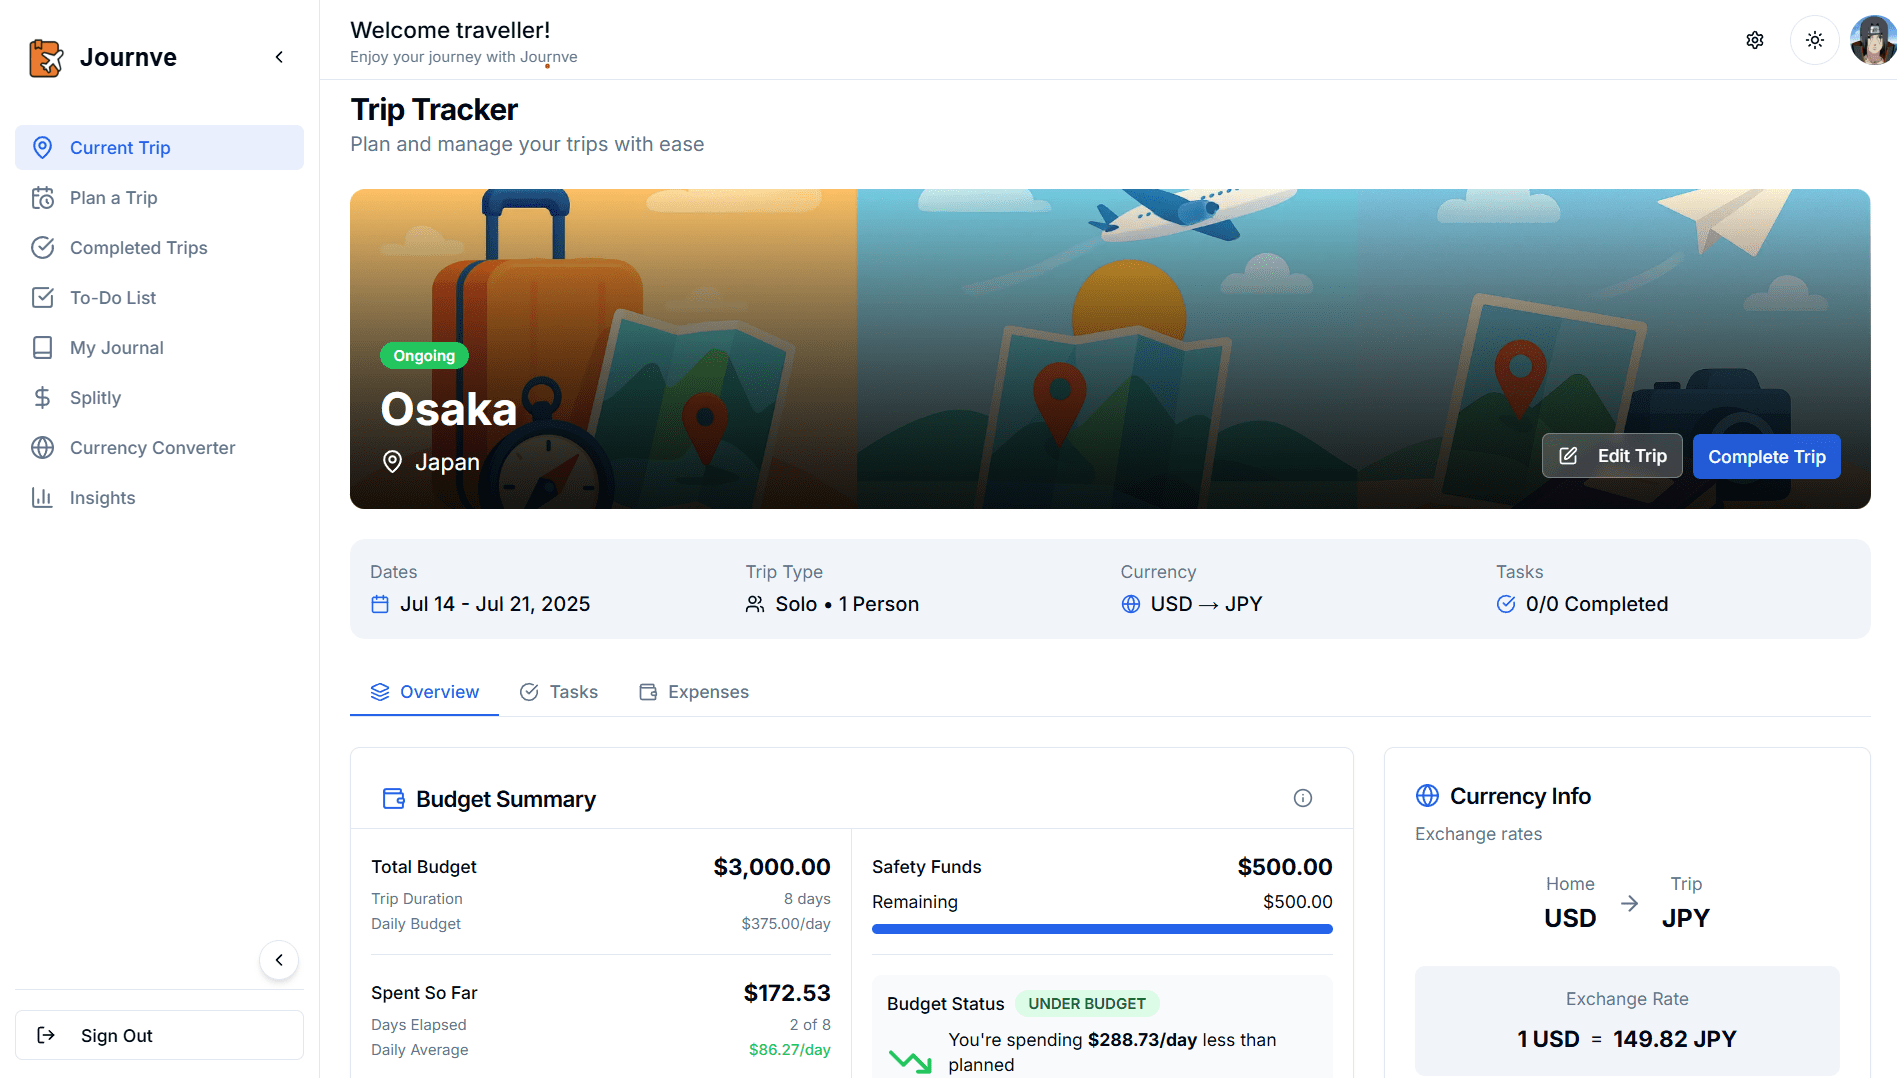 Journve
Current Trip
Plan a Trip
Completed Trips
To-Do List
My Journal
Splitly
Currency Converter
Insights
Sign Out
Welcome traveller!
Enjoy your journey with Journve
Trip Tracker
Plan and manage your trips with ease
Ongoing
Osaka
Japan
Edit Trip
Complete Trip
Dates
Jul 14 - Jul 21, 2025
Trip Type
Solo • 1 Person
Currency
USD → JPY
Tasks
0/0 Completed
Overview
Tasks
Expenses
Budget Summary
Total Budget $3,000.00
Trip Duration 8 days
Daily Budget $375.00/day
Spent So Far $172.53
Days Elapsed 2 of 8
Daily Average $86.27/day
Safety Funds $500.00
Remaining $500.00
Budget Status UNDER BUDGET
You're spending $288.73/day less than
planned
Currency Info
Exchange rates
Home Trip
USD → JPY
Exchange Rate
1 USD = 149.82 JPY